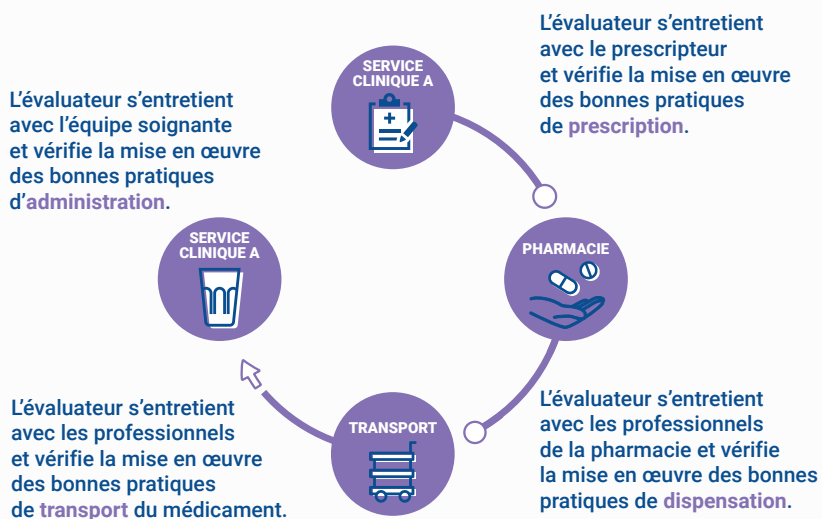 L’évaluateur s’entretient
avec le prescripteur
et vérifie la mise en œuvre
des bonnes pratiques
de prescription.
SERVICE
CLINIQUE A
L’évaluateur s’entretient
avec l’équipe soignante
et vérifie la mise en œuvre
des bonnes pratiques
d’administration.
SERVICE
CLINIQUE A
PHARMACIE
L’évaluateur s’entretient
avec les professionnels
et vérifie la mise en œuvre
des bonnes pratiques
de transport du médicament.
TRANSPORT
L’évaluateur s’entretient
avec les professionnels
de la pharmacie et vérifie
la mise en œuvre des bonnes
pratiques de dispensation.